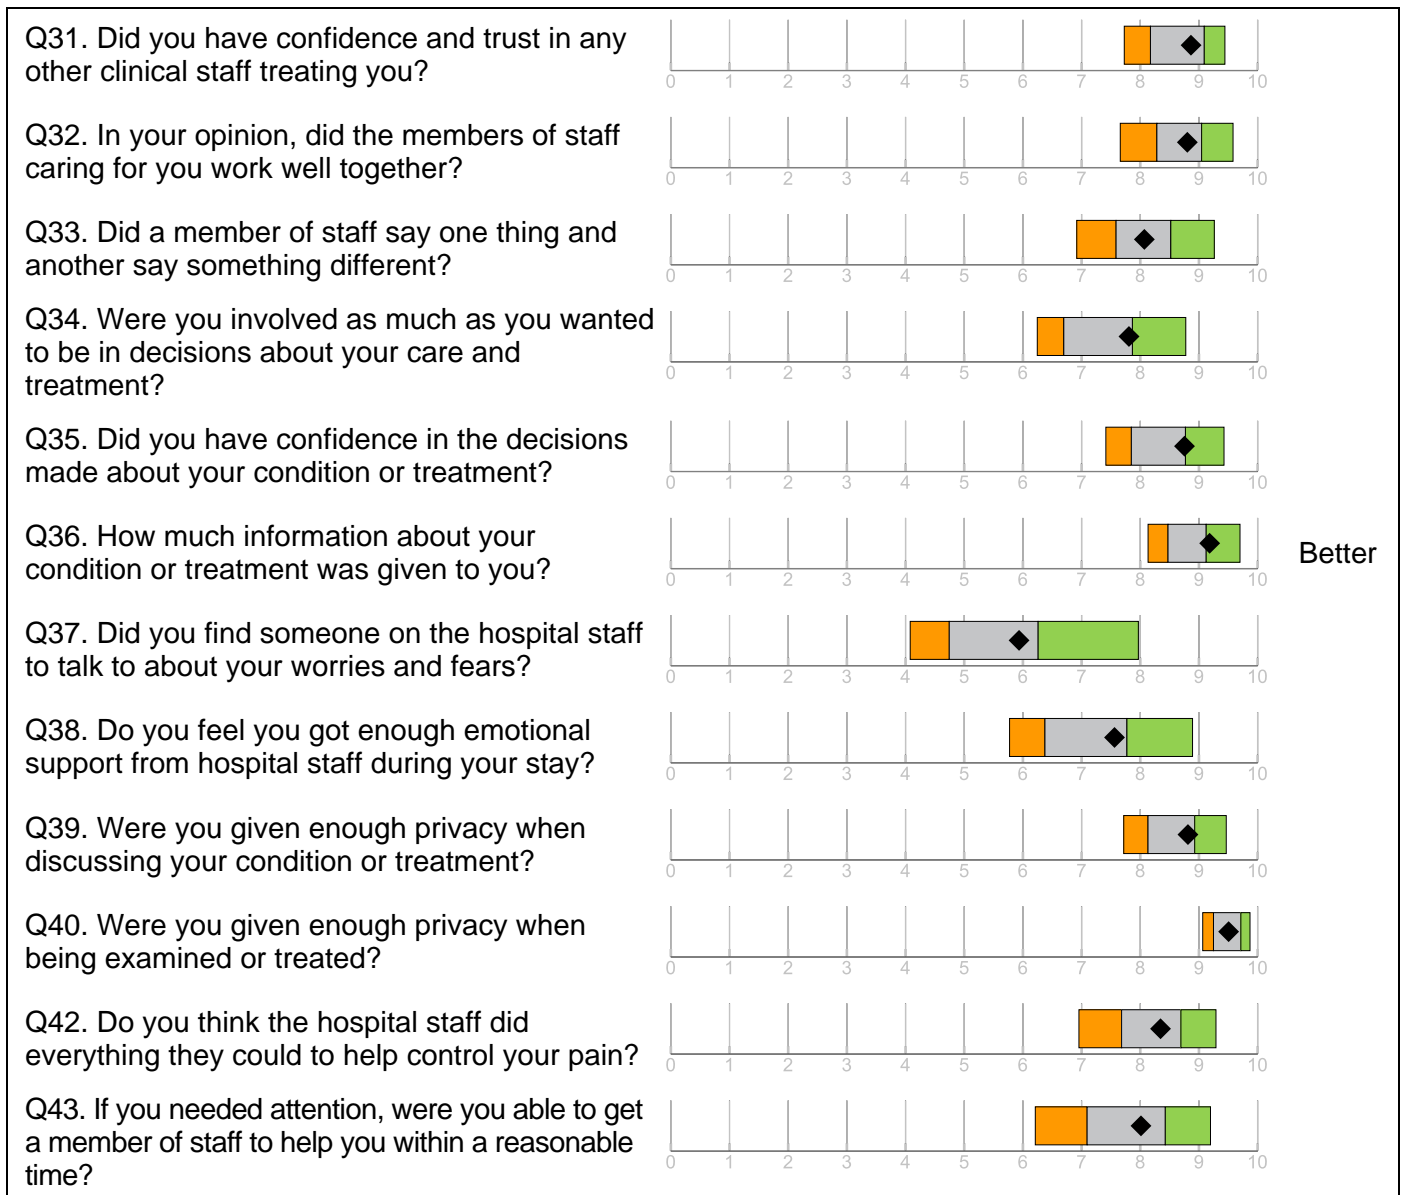 Q31. Did you have confidence and trust in any
other clinical staff treating you?
0 1 2 3 4 5 6 7 8 9 10
Q32. In your opinion, did the members of staff
caring for you work well together?
0 1 2 3 4 5 6 7 8 9 10
Q33. Did a member of staff say one thing and
another say something different?
0 1 2 3 4 5 6 7 8 9 10
Q34. Were you involved as much as you wanted
to be in decisions about your care and
treatment?
0 1 2 3 4 5 6 7 8 9 10
Q35. Did you have confidence in the decisions
made about your condition or treatment?
0 1 2 3 4 5 6 7 8 9 10
Q36. How much information about your
condition or treatment was given to you?
0 1 2 3 4 5 6 7 8 9 10
Better
Q37. Did you find someone on the hospital staff
to talk to about your worries and fears?
0 1 2 3 4 5 6 7 8 9 10
Q38. Do you feel you got enough emotional
support from hospital staff during your stay?
0 1 2 3 4 5 6 7 8 9 10
Q39. Were you given enough privacy when
discussing your condition or treatment?
0 1 2 3 4 5 6 7 8 9 10
Q40. Were you given enough privacy when
being examined or treated?
0 1 2 3 4 5 6 7 8 9 10
Q42. Do you think the hospital staff did
everything they could to help control your pain?
0 1 2 3 4 5 6 7 8 9 10
Q43. If you needed attention, were you able to get
a member of staff to help you within a reasonable
time?
0 1 2 3 4 5 6 7 8 9 10